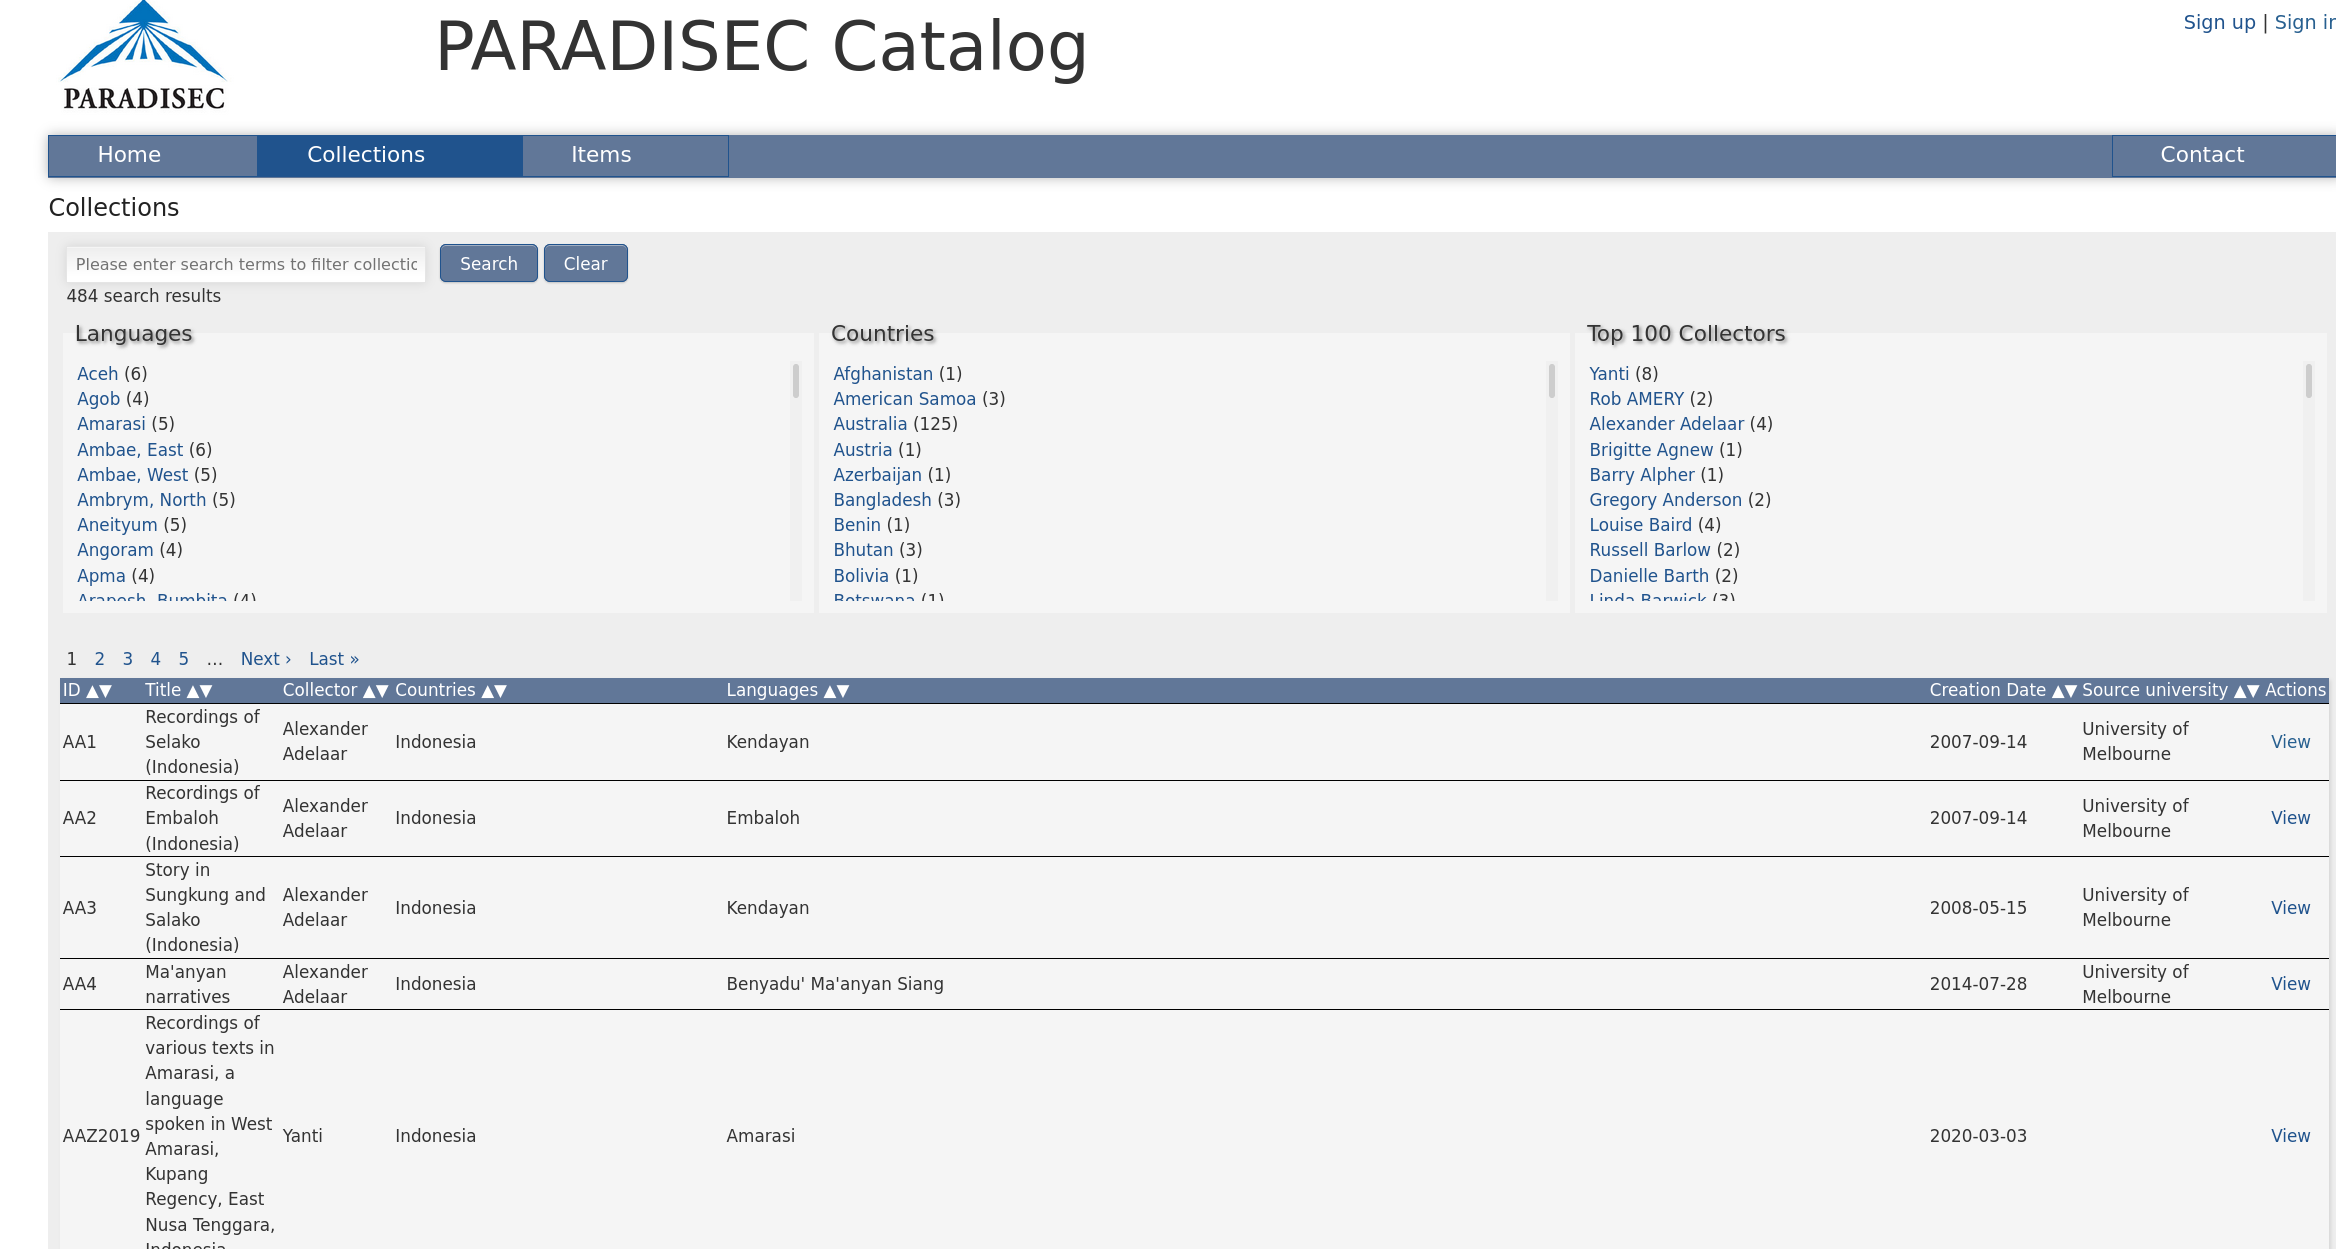 PARADISEC
PARADISEC Catalog
Sign up | Sign in
Home
Collections
Items
Contact
Collections
Please enter search terms to filter collectic
Search
Clear
484 search results
Languages
Aceh (6)
Agob (4)
Amarasi (5)
Ambae, East (6)
Ambae, West (5)
Ambrym, North (5)
Aneityum (5)
Angoram (4)
Apma (4)
Arapesh, Bumbita (4)
Countries
Afghanistan (1)
American Samoa (3)
Australia (125)
Austria (1)
Azerbaijan (1)
Bangladesh (3)
Benin (1)
Bhutan (3)
Bolivia (1)
Botswana (1)
Top 100 Collectors
Yanti (8)
Rob AMERY (2)
Alexander Adelaar (4)
Brigitte Agnew (1)
Barry Alpher (1)
Gregory Anderson (2)
Louise Baird (4)
Russell Barlow (2)
Danielle Barth (2)
Linda Barwick (3)
1 2 3 4 5 … Next › Last »
ID ▲▼ Title ▲▼ Collector ▲▼ Countries ▲▼ Languages ▲▼ Creation Date ▲▼ Source university ▲▼ Actions
AA1
Recordings of
Selako
(Indonesia)
Alexander
Adelaar
Indonesia
Kendayan
2007-09-14
University of
Melbourne
View
AA2
Recordings of
Embaloh
(Indonesia)
Alexander
Adelaar
Indonesia
Embaloh
2007-09-14
University of
Melbourne
View
AA3
Story in
Sungkung and
Salako
(Indonesia)
Alexander
Adelaar
Indonesia
Kendayan
2008-05-15
University of
Melbourne
View
AA4
Ma'anyan
narratives
Alexander
Adelaar
Indonesia
Benyadu' Ma'anyan Siang
2014-07-28
University of
Melbourne
View
AAZ2019
Recordings of
various texts in
Amarasi, a
language
spoken in West
Amarasi,
Kupang
Regency, East
Nusa Tenggara,
Indonesia
Yanti
Indonesia
Amarasi
2020-03-03
View